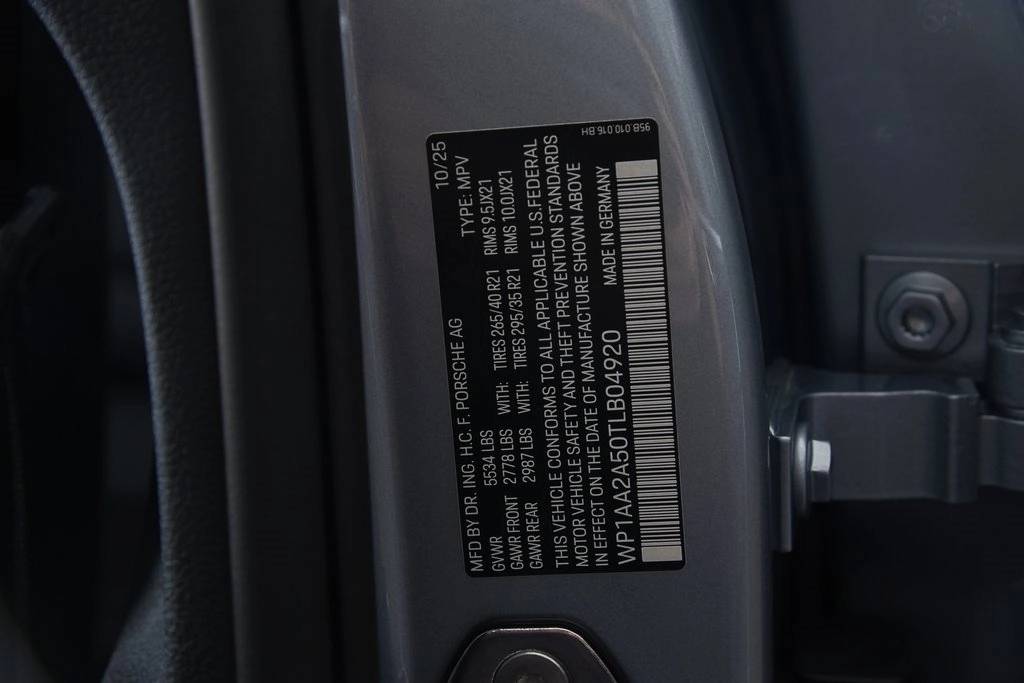 MFD BY DR. ING. H.C. F. PORSCHE AG 10/25
GVWR 5534 LBS TYPE: MPV
GAWR FRONT 2778 LBS WITH: TIRES 265/40 R21 RIMS 9.5JX21
GAWR REAR 2987 LBS WITH: TIRES 295/35 R21 RIMS 10.0JX21
THIS VEHICLE CONFORMS TO ALL APPLICABLE U.S. FEDERAL
MOTOR VEHICLE SAFETY AND THEFT PREVENTION STANDARDS
IN EFFECT ON THE DATE OF MANUFACTURE SHOWN ABOVE
WP1AA2A50TLB04920 MADE IN GERMANY
95B.010.016.BH